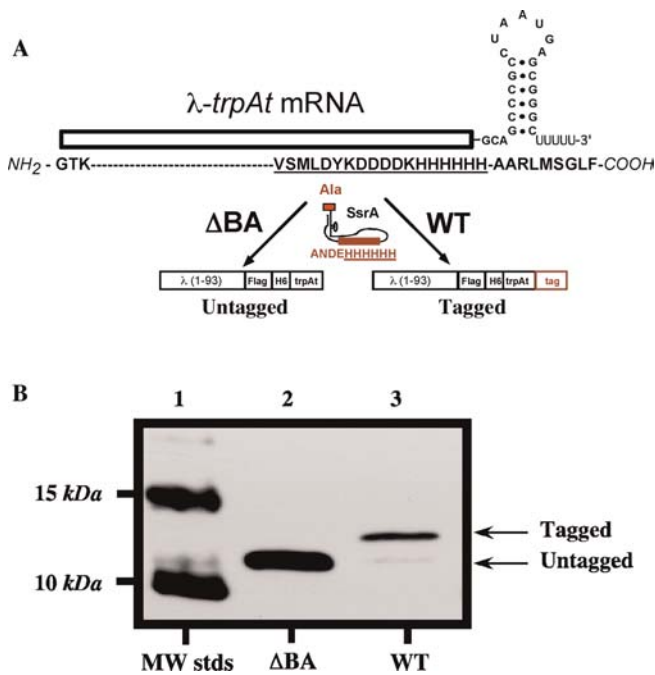 A
λ-trpAt mRNA
A A
U U
C G
A
C•G
G•C
C•G
C•G
C•G
GCA G•C UUUUU-3'
NH2 - GTK----------------------------VSMLDYKDDDDKHHHHHH-AARLMSGLF-COOH
Ala
ΔBA SsrA WT
ANDEHHHHHH
λ (1-93) Flag H6 trpAt λ (1-93) Flag H6 trpAt tag
Untagged Tagged
B 1 2 3
15 kDa
Tagged
Untagged
10 kDa
MW stds ΔBA WT